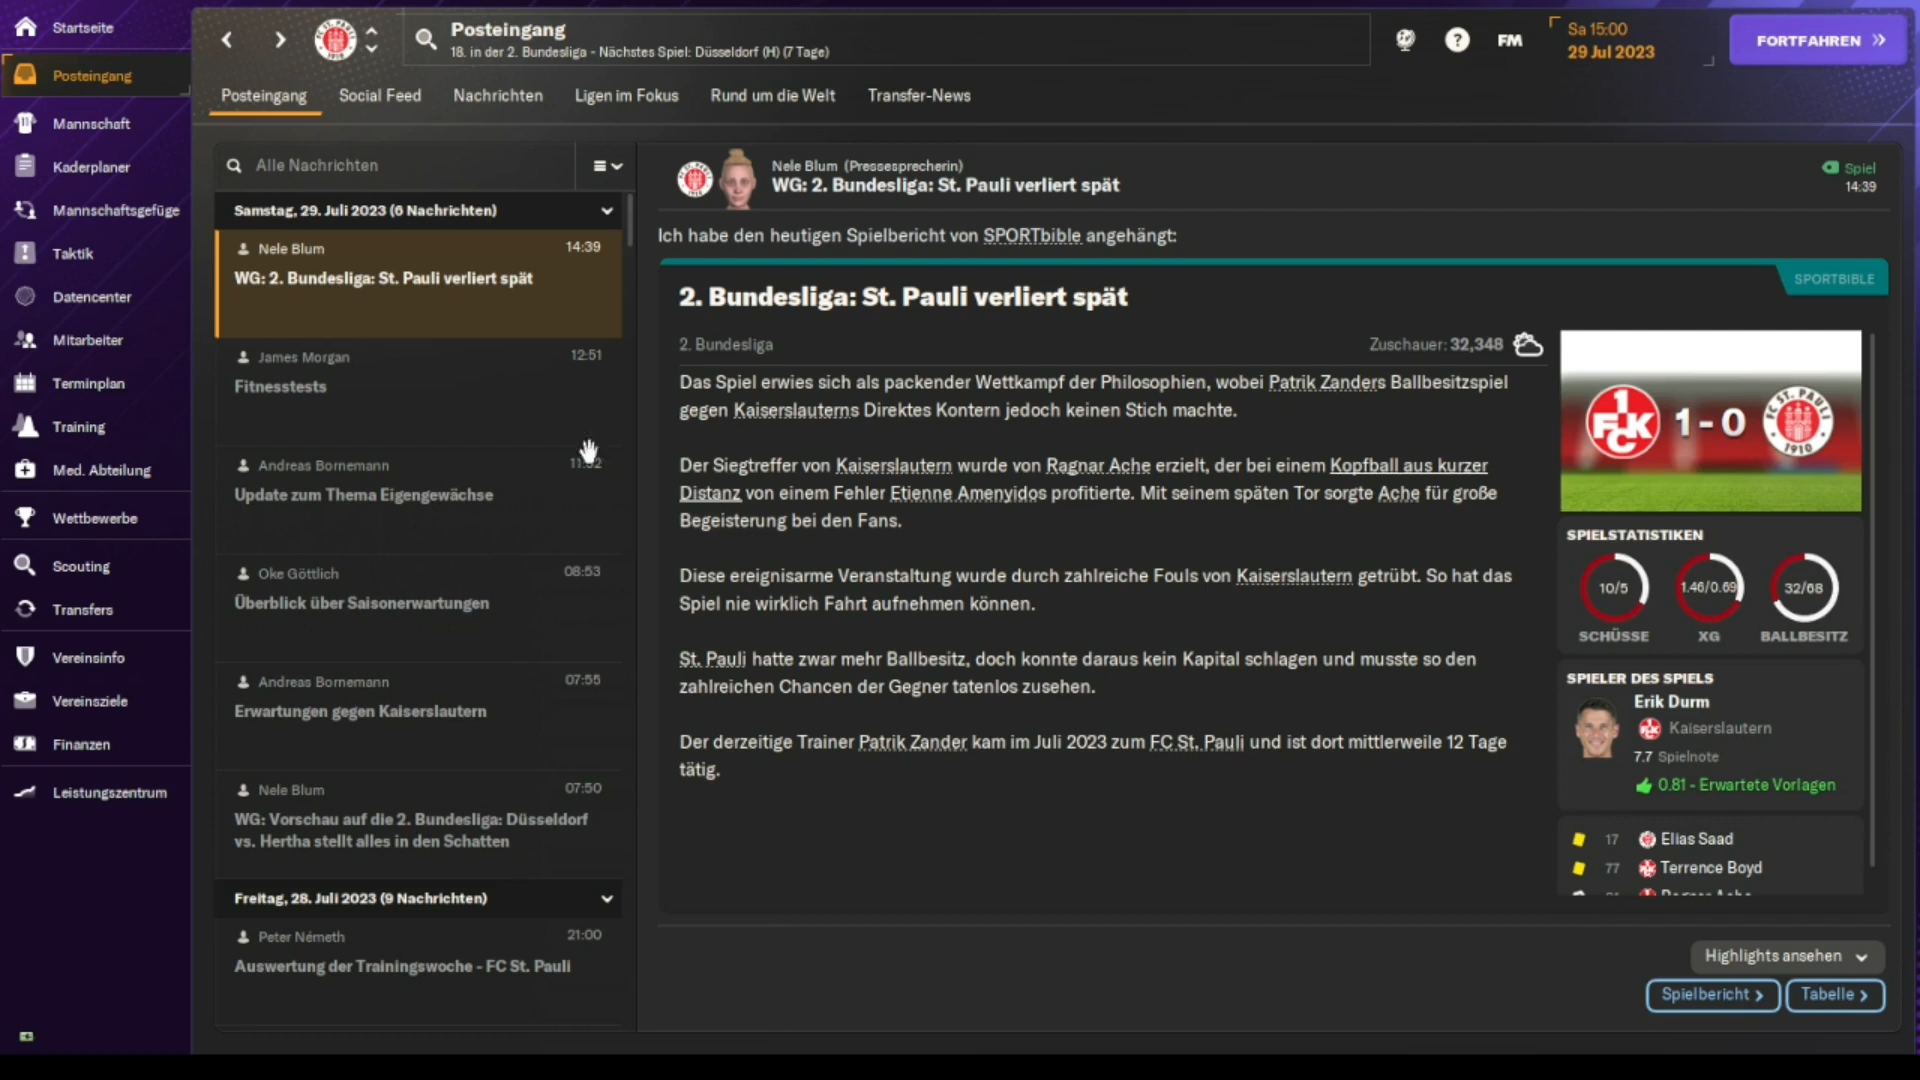 Startseite
Posteingang
Mannschaft
Kaderplaner
Mannschaftsgefüge
Taktik
Datencenter
Mitarbeiter
Terminplan
Training
Med. Abteilung
Wettbewerbe
Scouting
Transfers
Vereinsinfo
Vereinsziele
Finanzen
Leistungszentrum
Posteingang
18. in der 2. Bundesliga - Nächstes Spiel: Düsseldorf (H) (7 Tage)
? FM
Sa 15:00
29 Jul 2023
FORTFAHREN
Posteingang Social Feed Nachrichten Ligen im Fokus Rund um die Welt Transfer-News
Alle Nachrichten
Samstag, 29. Juli 2023 (6 Nachrichten)
Nele Blum 14:39
WG: 2. Bundesliga: St. Pauli verliert spät
James Morgan 12:51
Fitnesstests
Andreas Bornemann
Update zum Thema Eigengewächse
Oke Göttlich 08:53
Überblick über Saisonerwartungen
Andreas Bornemann 07:55
Erwartungen gegen Kaiserslautern
Nele Blum 07:50
WG: Vorschau auf die 2. Bundesliga: Düsseldorf
vs. Hertha stellt alles in den Schatten
Freitag, 28. Juli 2023 (9 Nachrichten)
Peter Németh 21:00
Auswertung der Trainingswoche - FC St. Pauli
Nele Blum (Pressesprecherin)
WG: 2. Bundesliga: St. Pauli verliert spät
Spiel
14:39
Ich habe den heutigen Spielbericht von SPORTbible angehängt:
SPORTBIBLE
2. Bundesliga: St. Pauli verliert spät
2. Bundesliga
Zuschauer: 32,348
Das Spiel erwies sich als packender Wettkampf der Philosophien, wobei Patrik Zanders Ballbesitzspiel
gegen Kaiserslauterns Direktes Kontern jedoch keinen Stich machte.
Der Siegtreffer von Kaiserslautern wurde von Ragnar Ache erzielt, der bei einem Kopfball aus kurzer
Distanz von einem Fehler Etienne Amenyidos profitierte. Mit seinem späten Tor sorgte Ache für große
Begeisterung bei den Fans.
Diese ereignisarme Veranstaltung wurde durch zahlreiche Fouls von Kaiserslautern getrübt. So hat das
Spiel nie wirklich Fahrt aufnehmen können.
St. Pauli hatte zwar mehr Ballbesitz, doch konnte daraus kein Kapital schlagen und musste so den
zahlreichen Chancen der Gegner tatenlos zusehen.
Der derzeitige Trainer Patrik Zander kam im Juli 2023 zum FC St. Pauli und ist dort mittlerweile 12 Tage
tätig.
1 FCK
1 - 0
FC ST. PAULI
1910
SPIELSTATISTIKEN
10/5 1.46/0.69 32/68
SCHÜSSE XG BALLBESITZ
SPIELER DES SPIELS
Erik Durm
Kaiserslautern
7.7 Spielnote
0.81 - Erwartete Vorlagen
17 Elias Saad
77 Terrence Boyd
Highlights ansehen
Spielbericht
Tabelle